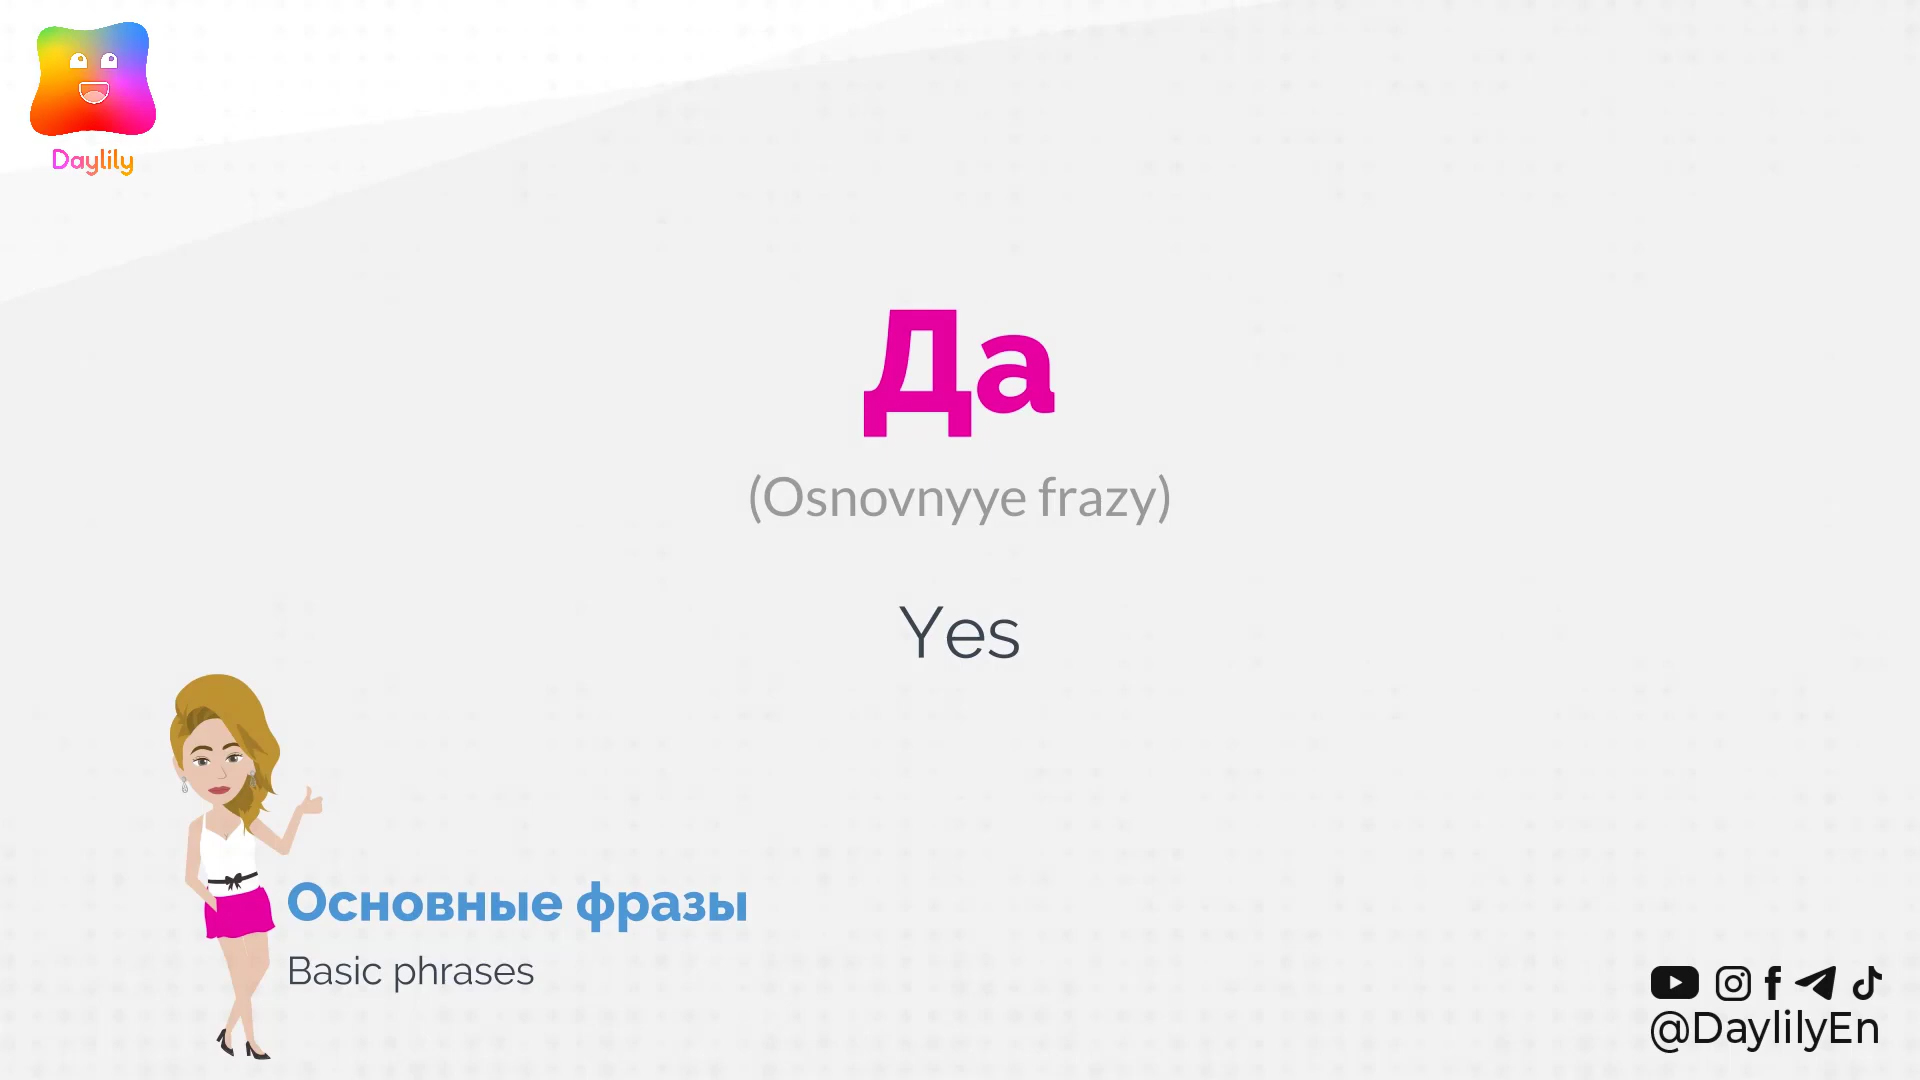 Daylily
Да
(Osnovnyye frazy)
Yes
Основные фразы
Basic phrases
@DaylilyEn